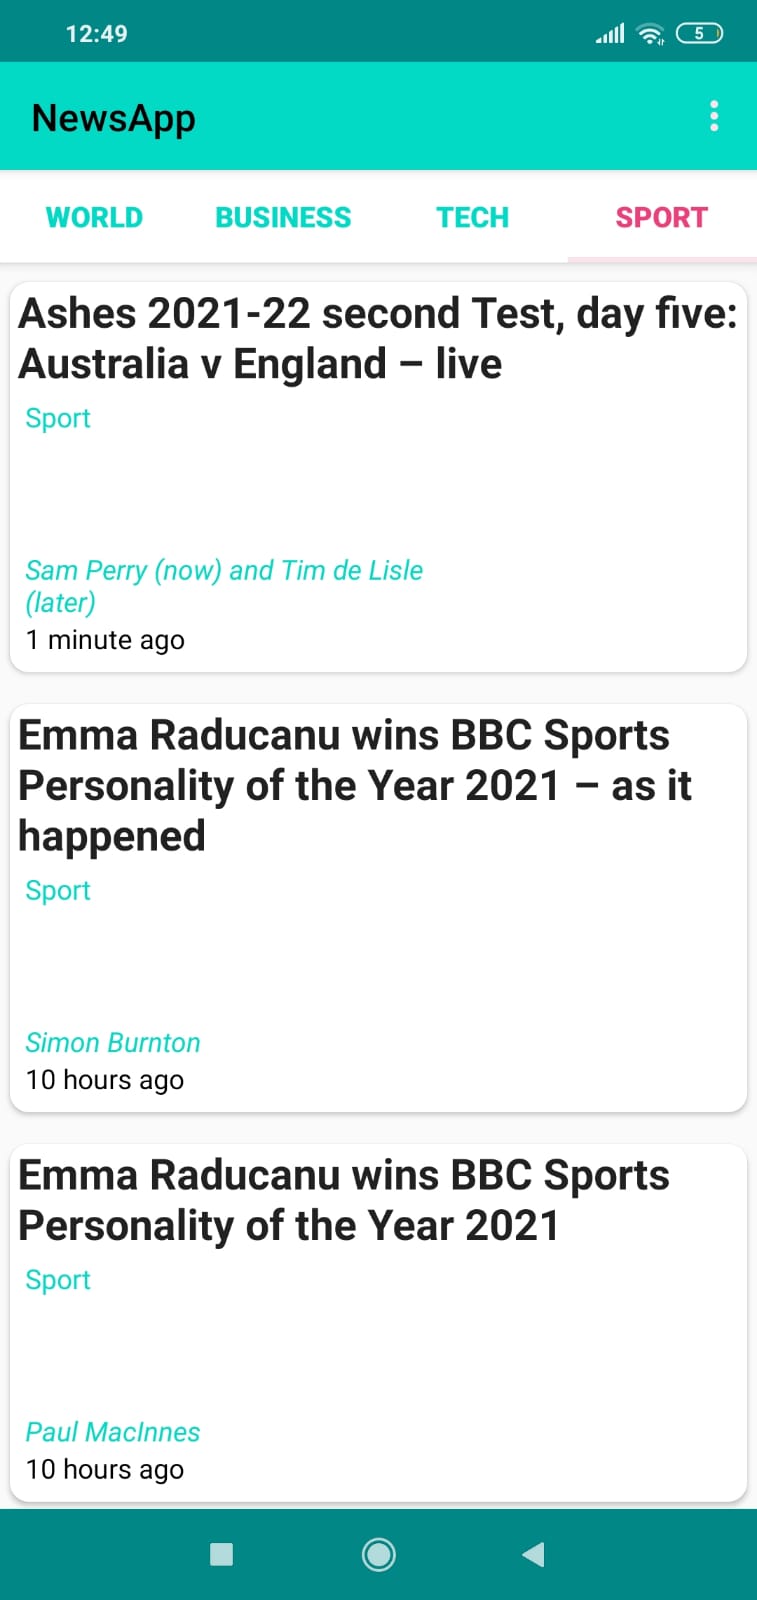 12:49
5
NewsApp
WORLD BUSINESS TECH SPORT
Ashes 2021-22 second Test, day five:
Australia v England – live
Sport
Sam Perry (now) and Tim de Lisle
(later)
1 minute ago
Emma Raducanu wins BBC Sports
Personality of the Year 2021 – as it
happened
Sport
Simon Burnton
10 hours ago
Emma Raducanu wins BBC Sports
Personality of the Year 2021
Sport
Paul MacInnes
10 hours ago